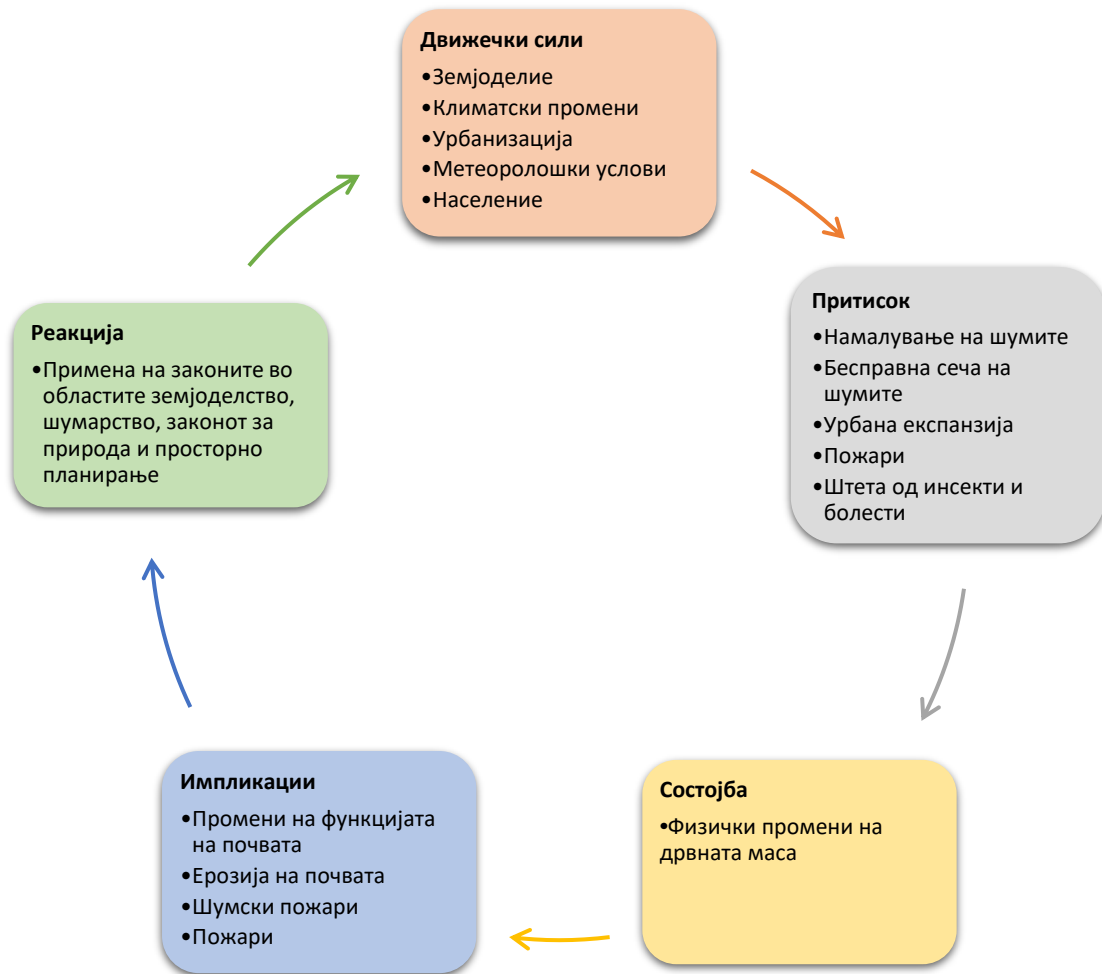 Движечки сили
•Земјоделие
•Климатски промени
•Урбанизација
•Метеоролошки услови
•Население
Притисок
•Намалување на шумите
•Бесправна сеча на
шумите
•Урбана експанзија
•Пожари
•Штета од инсекти и
болести
Состојба
•Физички промени на
дрвната маса
Импликации
•Промени на функцијата
на почвата
•Ерозија на почвата
•Шумски пожари
•Пожари
Реакција
•Примена на законите во
областите земјоделство,
шумарство, законот за
природа и просторно
планирање